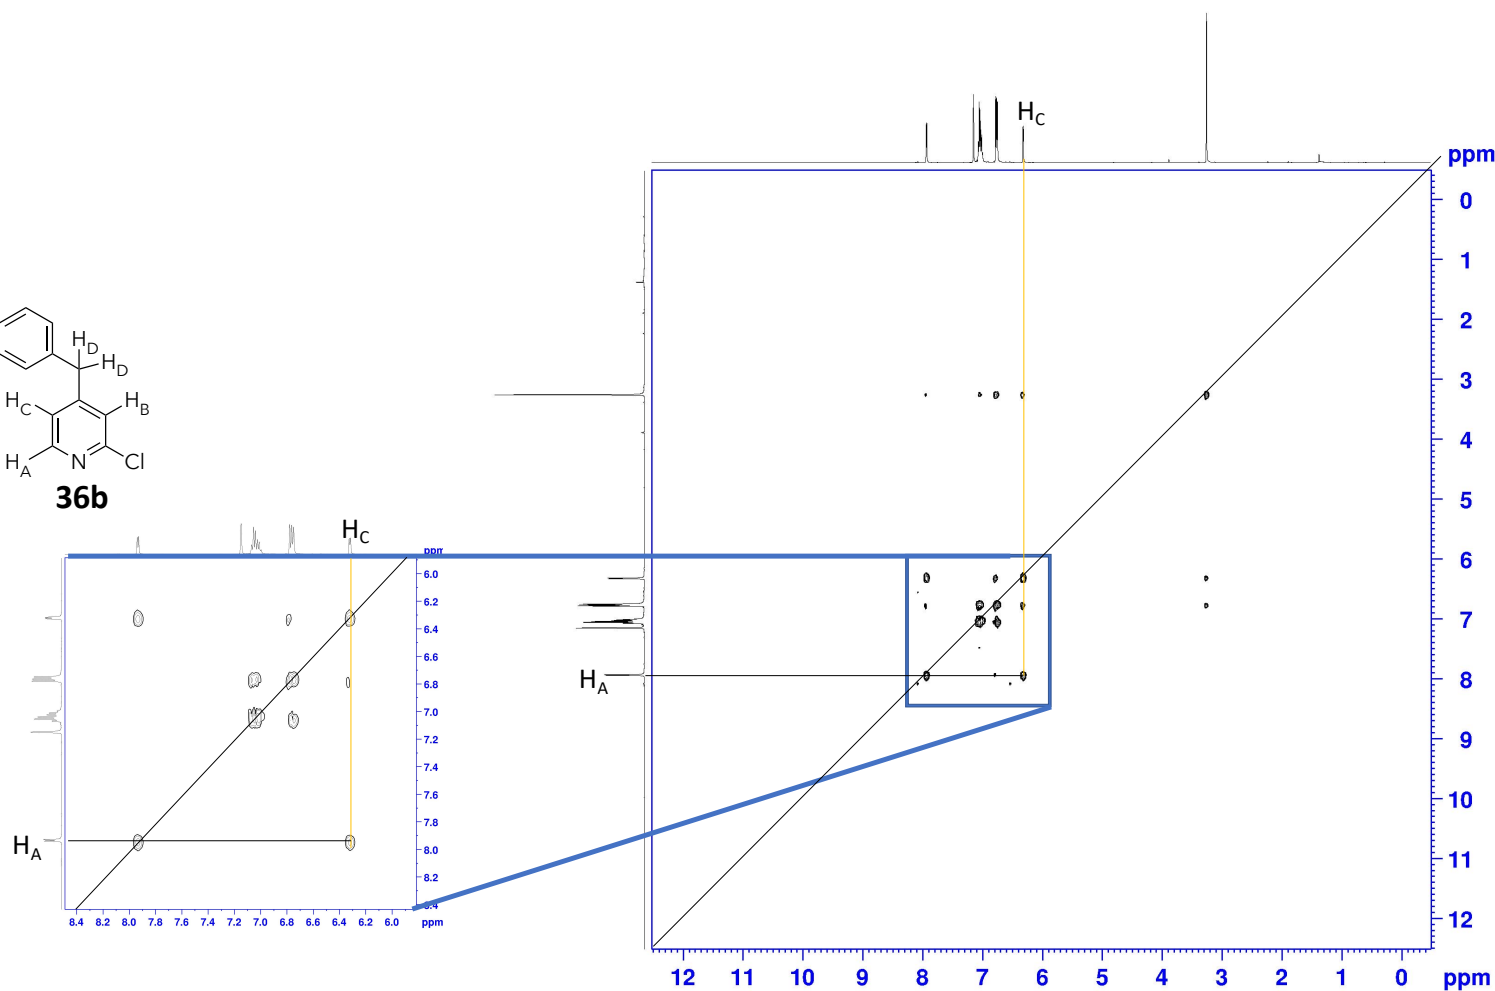 H_C
ppm
0
1
2
3
4
5
6
7
8
9
10
11
12
12 11 10 9 8 7 6 5 4 3 2 1 0 ppm
H_A
H_D
H_D
H_C H_B
H_A N Cl
36b
H_C
ppm
6.0
6.2
6.4
6.6
6.8
7.0
7.2
7.4
7.6
7.8
8.0
8.2
8.4
H_A
8.4 8.2 8.0 7.8 7.6 7.4 7.2 7.0 6.8 6.6 6.4 6.2 6.0 ppm